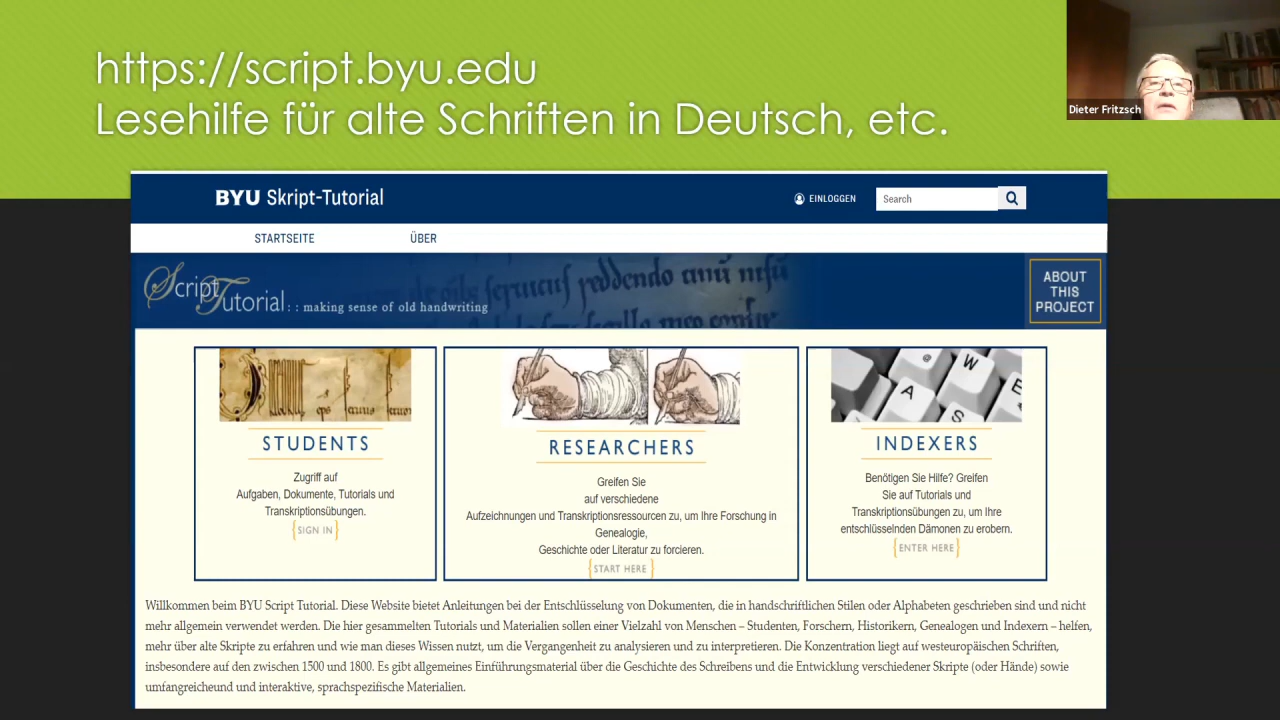 https://script.byu.edu
Lesehilfe für alte Schriften in Deutsch, etc.
Dieter Fritzsch
BYU Skript-Tutorial
EINLOGGEN
Search
STARTSEITE
ÜBER
Script Tutorial : : making sense of old handwriting
ABOUT
THIS
PROJECT
STUDENTS
Zugriff auf
Aufgaben, Dokumente, Tutorials und
Transkriptionsübungen.
{SIGN IN}
RESEARCHERS
Greifen Sie
auf verschiedene
Aufzeichnungen und Transkriptionsressourcen zu, um Ihre Forschung in
Genealogie,
Geschichte oder Literatur zu forcieren.
{START HERE}
@
W
E
A
S
INDEXERS
Benötigen Sie Hilfe? Greifen
Sie auf Tutorials und
Transkriptionsübungen zu, um Ihre
entschlüsselnden Dämonen zu erobern.
{ENTER HERE}
Willkommen beim BYU Script Tutorial. Diese Website bietet Anleitungen bei der Entschlüsselung von Dokumenten, die in handschriftlichen Stilen oder Alphabeten geschrieben sind und nicht
mehr allgemein verwendet werden. Die hier gesammelten Tutorials und Materialien sollen einer Vielzahl von Menschen – Studenten, Forschern, Historikern, Genealogen und Indexern – helfen,
mehr über alte Skripte zu erfahren und wie man dieses Wissen nutzt, um die Vergangenheit zu analysieren und zu interpretieren. Die Konzentration liegt auf westeuropäischen Schriften,
insbesondere auf den zwischen 1500 und 1800. Es gibt allgemeines Einführungsmaterial über die Geschichte des Schreibens und die Entwicklung verschiedener Skripte (oder Hände) sowie
umfangreicheund und interaktive, sprachspezifische Materialien.